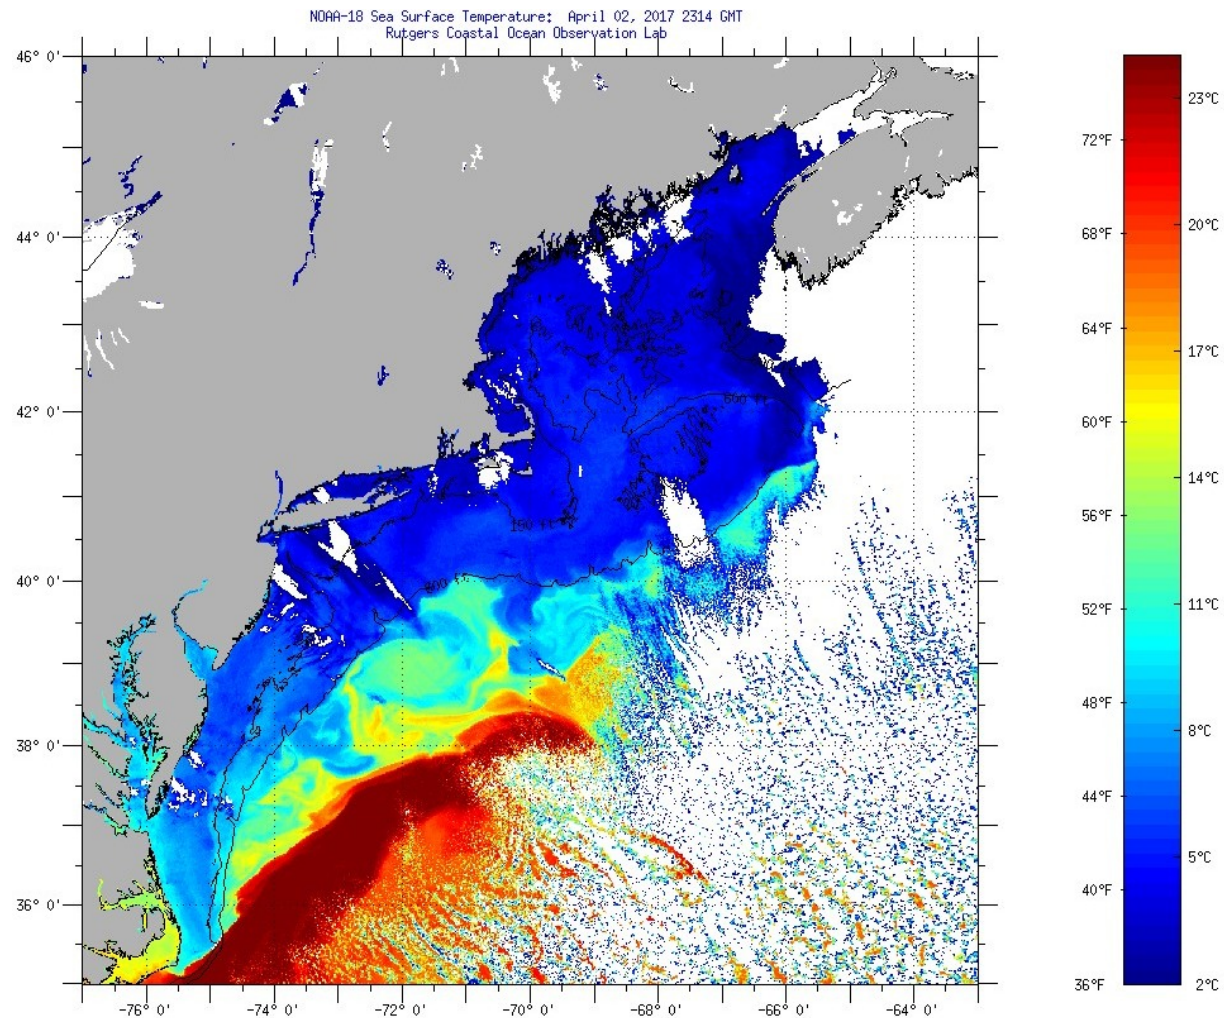 NOAA-18 Sea Surface Temperature:  April 02, 2017 2314 GMT
Rutgers Coastal Ocean Observation Lab
46° 0'
44° 0'
42° 0'
40° 0'
38° 0'
36° 0'
-76° 0'
-74° 0'
-72° 0'
-70° 0'
-68° 0'
-66° 0'
-64° 0'
600 ft
150 ft
600 ft
72°F
68°F
64°F
60°F
56°F
52°F
48°F
44°F
40°F
36°F
23°C
20°C
17°C
14°C
11°C
8°C
5°C
2°C